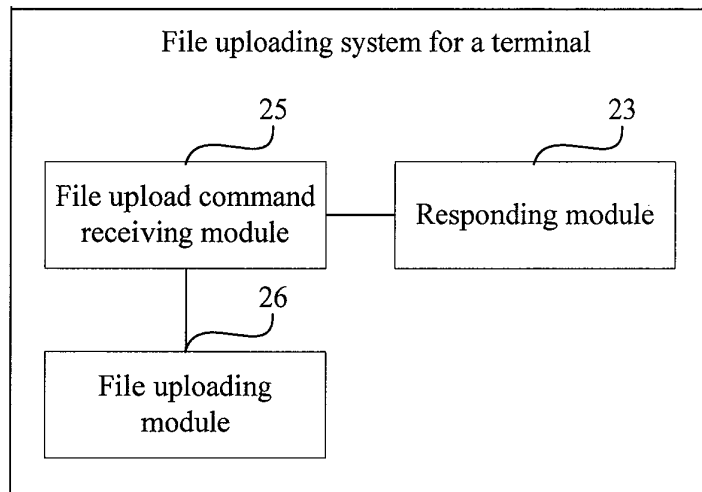 File uploading system for a terminal
25
23
File upload command
receiving module
Responding module
26
File uploading
module